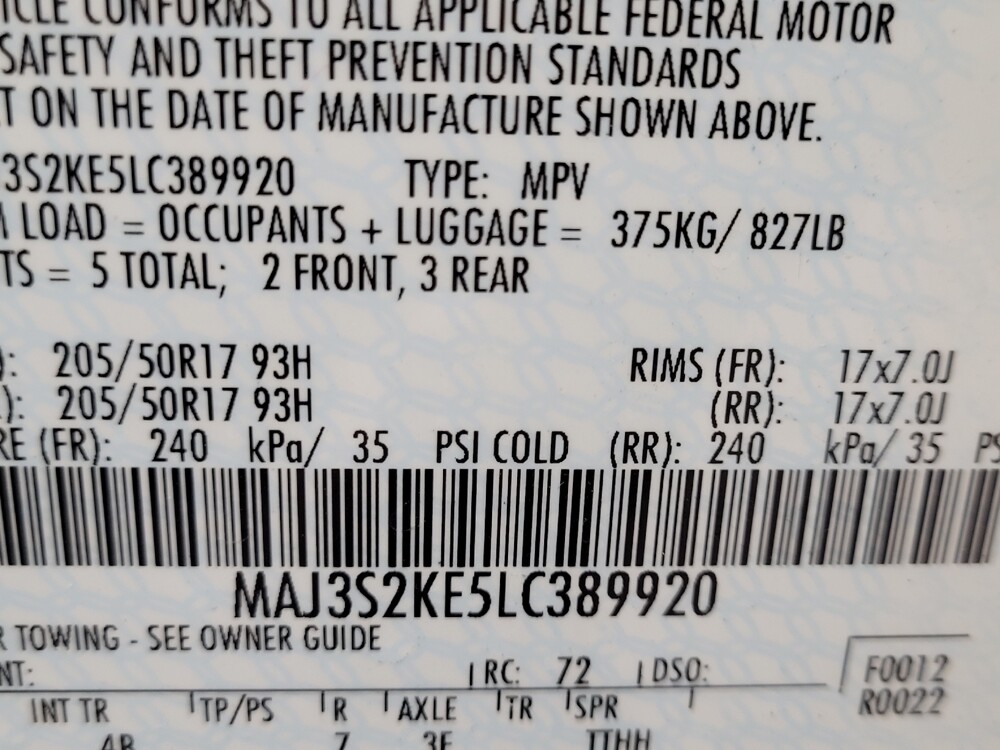 CONFORMS TO ALL APPLICABLE FEDERAL MOTOR
SAFETY AND THEFT PREVENTION STANDARDS
ON THE DATE OF MANUFACTURE SHOWN ABOVE.
3S2KE5LC389920 TYPE: MPV
LOAD = OCCUPANTS + LUGGAGE = 375KG/ 827LB
TS = 5 TOTAL; 2 FRONT, 3 REAR
): 205/50R17 93H RIMS (FR): 17x7.0J
): 205/50R17 93H (RR): 17x7.0J
RE (FR): 240 kPa/ 35 PSI COLD (RR): 240 kPa/ 35 PS
MAJ3S2KE5LC389920
R TOWING - SEE OWNER GUIDE
NT: RC: 72 DSO: F0012
R0022
INT TR TP/PS R AXLE TR SPR
4B 7 3F TTHH